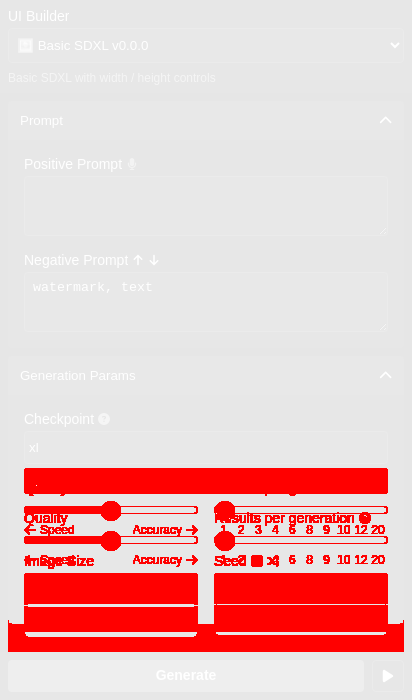 UI Builder
Basic SDXL v0.0.0
Basic SDXL with width / height controls
Prompt
Positive Prompt
Negative Prompt ↑ ↓
watermark, text
Generation Params
Checkpoint
xl
Quality
Results per generation
← Speed Accuracy →
1 2 3 4 6 8 9 10 12 20
← Speed Accuracy →
1 2 3 4 6 8 9 10 12 20
Image Size
Seed
Generate